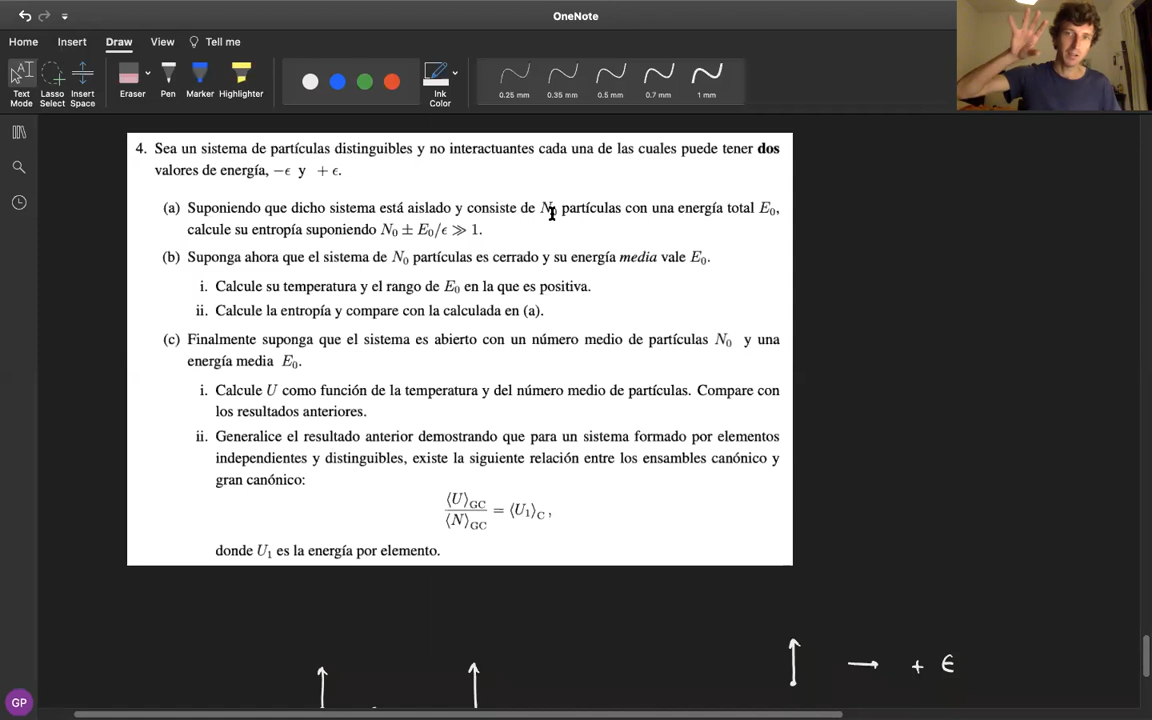 OneNote
Home Insert Draw View Tell me
Text Mode
Lasso Select
Insert Space
Eraser
Pen
Marker
Highlighter
Ink Color
0.25 mm 0.35 mm 0.5 mm 0.7 mm 1 mm
4. Sea un sistema de partículas distinguibles y no interactuantes cada una de las cuales puede tener dos
valores de energía, −ϵ y + ϵ.
(a) Suponiendo que dicho sistema está aislado y consiste de N₀ partículas con una energía total E₀,
calcule su entropía suponiendo N₀ ± E₀/ϵ ≫ 1.
(b) Suponga ahora que el sistema de N₀ partículas es cerrado y su energía media vale E₀.
i. Calcule su temperatura y el rango de E₀ en la que es positiva.
ii. Calcule la entropía y compare con la calculada en (a).
(c) Finalmente suponga que el sistema es abierto con un número medio de partículas N₀ y una
energía media E₀.
i. Calcule U como función de la temperatura y del número medio de partículas. Compare con
los resultados anteriores.
ii. Generalice el resultado anterior demostrando que para un sistema formado por elementos
independientes y distinguibles, existe la siguiente relación entre los ensambles canónico y
gran canónico:
⟨U⟩GC / ⟨N⟩GC = ⟨U₁⟩C ,
donde U₁ es la energía por elemento.
↑ → + ϵ
GP